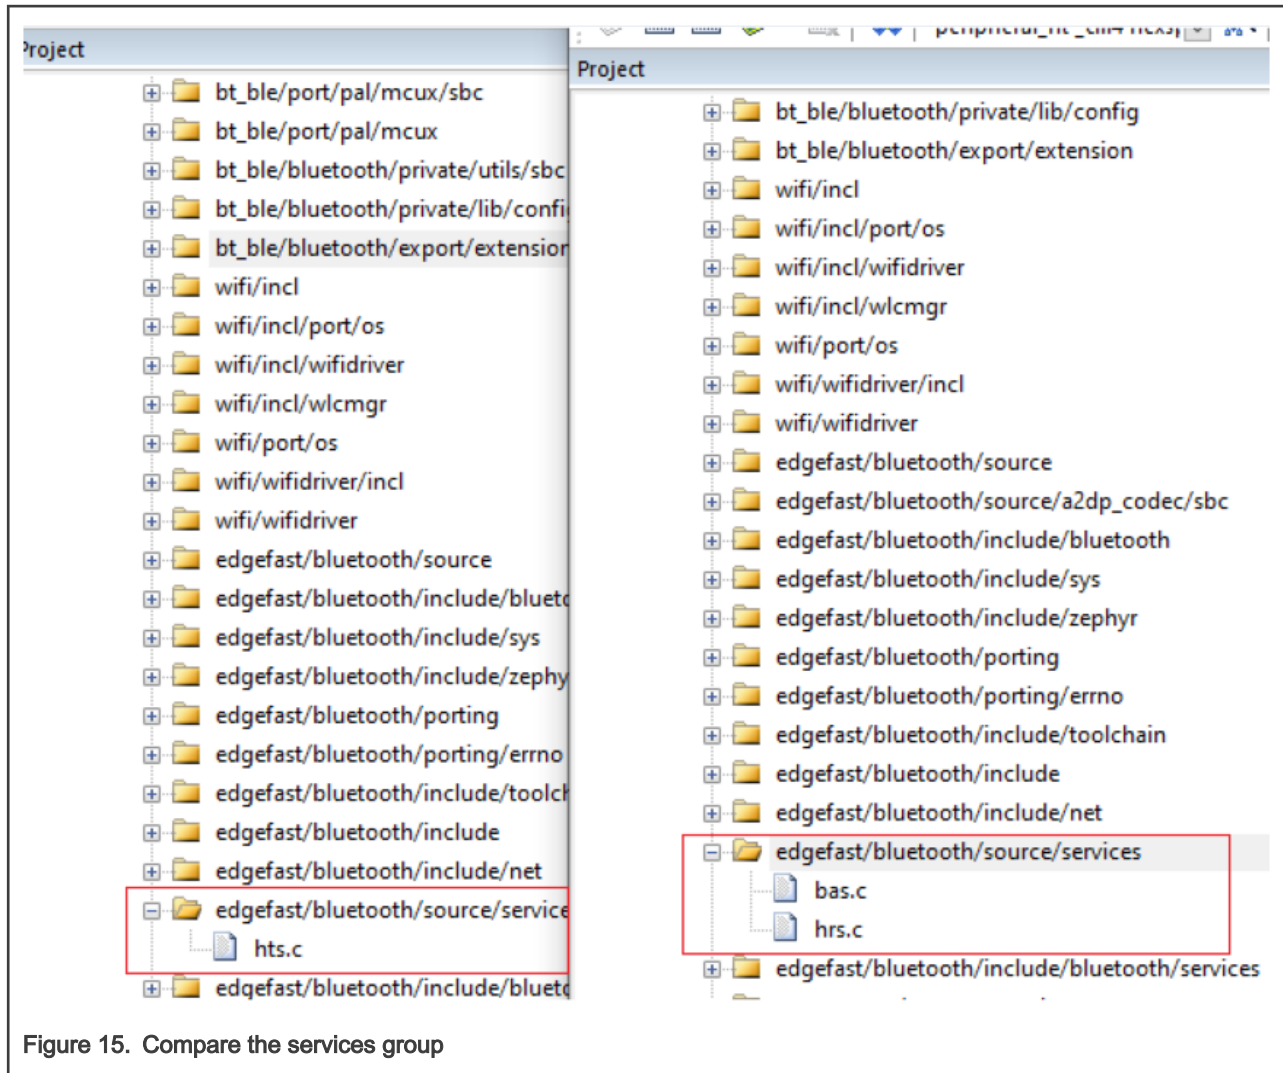 Project
bt_ble/port/pal/mcux/sbc
bt_ble/port/pal/mcux
bt_ble/bluetooth/private/utils/sbc
bt_ble/bluetooth/private/lib/confi
bt_ble/bluetooth/export/extension
wifi/incl
wifi/incl/port/os
wifi/incl/wifidriver
wifi/incl/wlcmgr
wifi/port/os
wifi/wifidriver/incl
wifi/wifidriver
edgefast/bluetooth/source
edgefast/bluetooth/include/blueto
edgefast/bluetooth/include/sys
edgefast/bluetooth/include/zephy
edgefast/bluetooth/porting
edgefast/bluetooth/porting/errno
edgefast/bluetooth/include/toolch
edgefast/bluetooth/include
edgefast/bluetooth/include/net
edgefast/bluetooth/source/service
hts.c
edgefast/bluetooth/include/blueto
Project
bt_ble/bluetooth/private/lib/config
bt_ble/bluetooth/export/extension
wifi/incl
wifi/incl/port/os
wifi/incl/wifidriver
wifi/incl/wlcmgr
wifi/port/os
wifi/wifidriver/incl
wifi/wifidriver
edgefast/bluetooth/source
edgefast/bluetooth/source/a2dp_codec/sbc
edgefast/bluetooth/include/bluetooth
edgefast/bluetooth/include/sys
edgefast/bluetooth/include/zephyr
edgefast/bluetooth/porting
edgefast/bluetooth/porting/errno
edgefast/bluetooth/include/toolchain
edgefast/bluetooth/include
edgefast/bluetooth/include/net
edgefast/bluetooth/source/services
bas.c
hrs.c
edgefast/bluetooth/include/bluetooth/services
Figure 15. Compare the services group